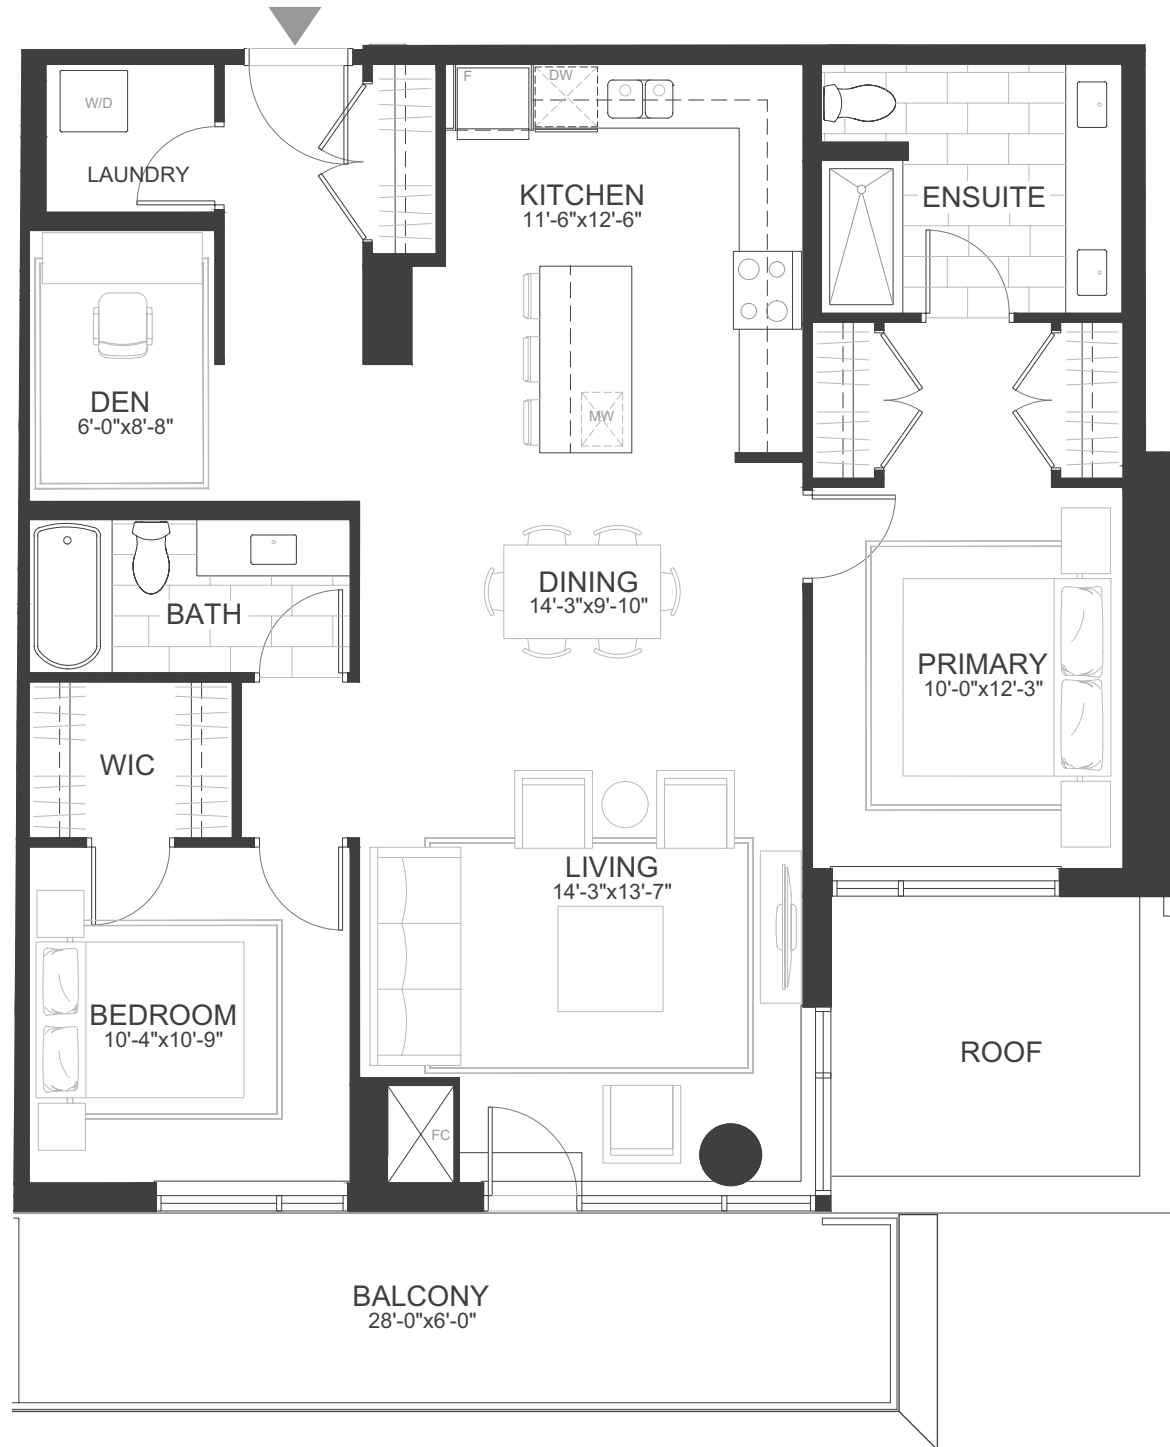 W/D
LAUNDRY
F
DW
KITCHEN
11'-6"x12'-6"
ENSUITE
DEN
6'-0"x8'-8"
MW
DINING
14'-3"x9'-10"
BATH
PRIMARY
10'-0"x12'-3"
WIC
LIVING
14'-3"x13'-7"
BEDROOM
10'-4"x10'-9"
ROOF
FC
BALCONY
28'-0"x6'-0"